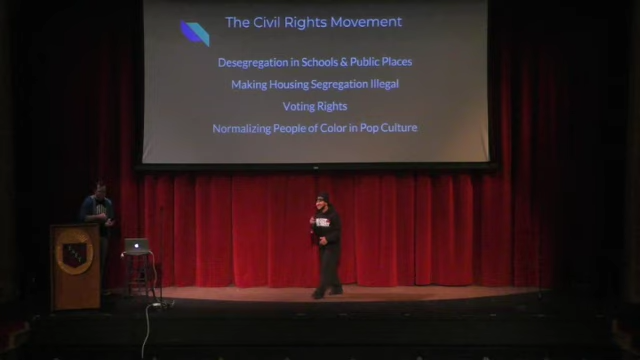 The Civil Rights Movement
Desegregation in Schools & Public Places
Making Housing Segregation Illegal
Voting Rights
Normalizing People of Color in Pop Culture